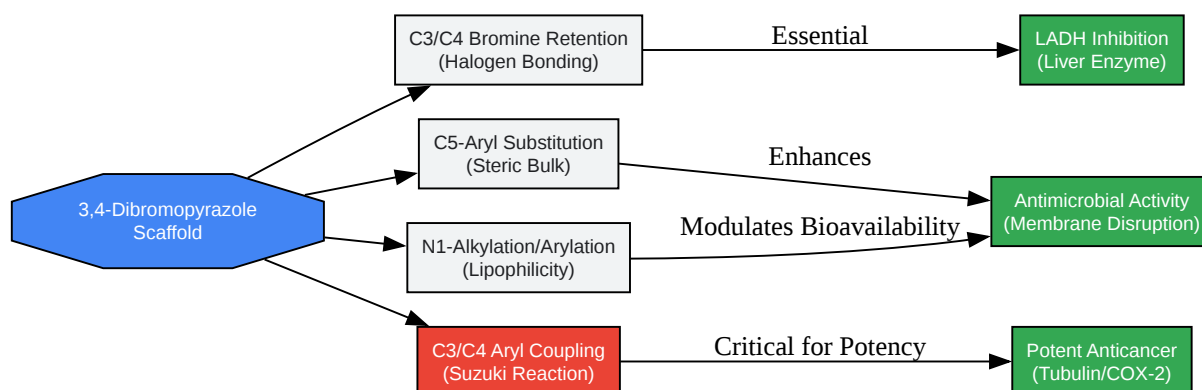 3,4-Dibromopyrazole
Scaffold
C3/C4 Bromine Retention
(Halogen Bonding)
Essential
LADH Inhibition
(Liver Enzyme)
C5-Aryl Substitution
(Steric Bulk)
Enhances
Antimicrobial Activity
(Membrane Disruption)
N1-Alkylation/Arylation
(Lipophilicity)
Modulates Bioavailability
C3/C4 Aryl Coupling
(Suzuki Reaction)
Critical for Potency
Potent Anticancer
(Tubulin/COX-2)